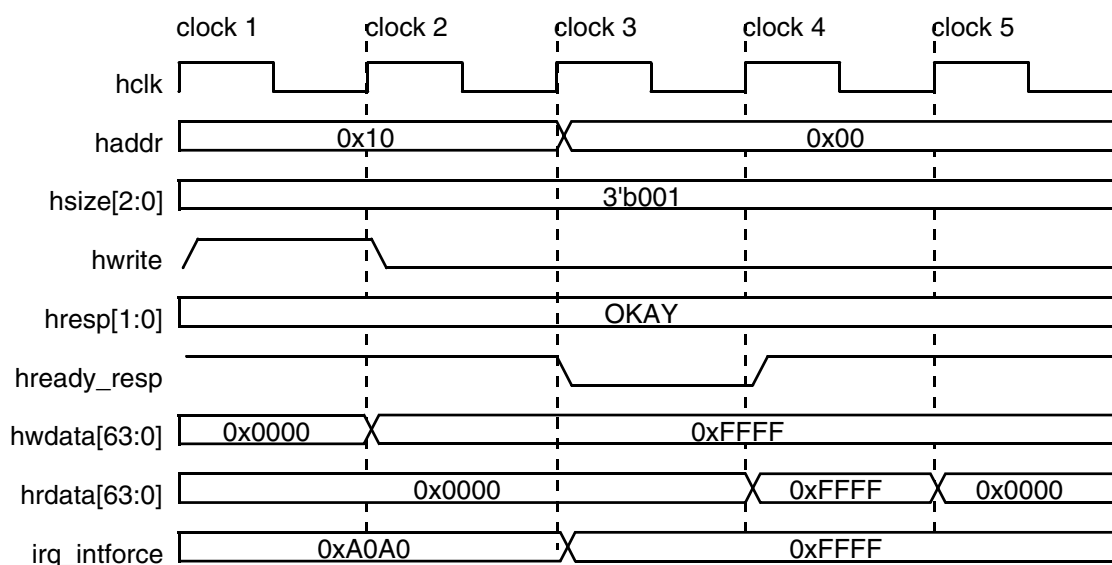 clock 1 clock 2 clock 3 clock 4 clock 5
hclk
haddr 0x10 0x00
hsize[2:0] 3'b001
hwrite
hresp[1:0] OKAY
hready_resp
hwdata[63:0] 0x0000 0xFFFF
hrdata[63:0] 0x0000 0xFFFF 0x0000
irq_intforce 0xA0A0 0xFFFF